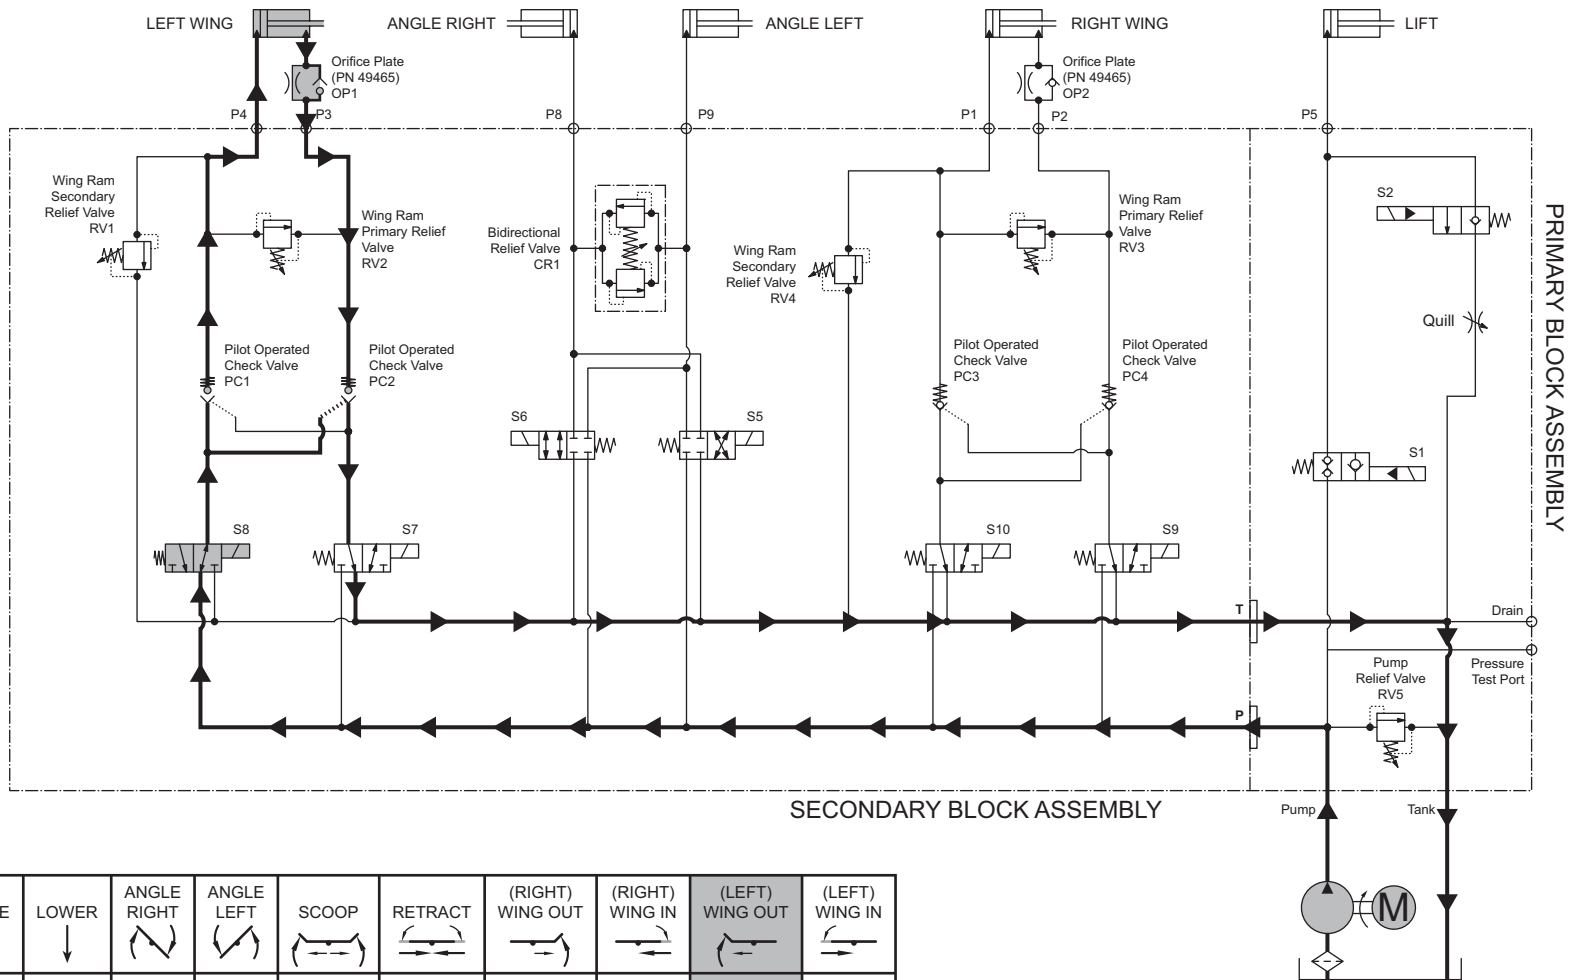 LEFT WING
ANGLE RIGHT
ANGLE LEFT
RIGHT WING
LIFT
Orifice Plate
(PN 49465)
OP1
Orifice Plate
(PN 49465)
OP2
P4
P3
P8
P9
P1
P2
P5
Wing Ram
Secondary
Relief Valve
RV1
Wing Ram
Primary Relief
Valve
RV2
Bidirectional
Relief Valve
CR1
Wing Ram
Secondary
Relief Valve
RV4
Wing Ram
Primary Relief
Valve
RV3
S2
Quill
PRIMARY BLOCK ASSEMBLY
Pilot Operated
Check Valve
PC1
Pilot Operated
Check Valve
PC2
Pilot Operated
Check Valve
PC3
Pilot Operated
Check Valve
PC4
S6
S5
S1
S8
S7
S10
S9
T
Drain
Pump
Relief Valve
RV5
Pressure
Test Port
P
SECONDARY BLOCK ASSEMBLY
Pump
Tank
M
E
LOWER
ANGLE
RIGHT
ANGLE
LEFT
SCOOP
RETRACT
(RIGHT)
WING OUT
(RIGHT)
WING IN
(LEFT)
WING OUT
(LEFT)
WING IN